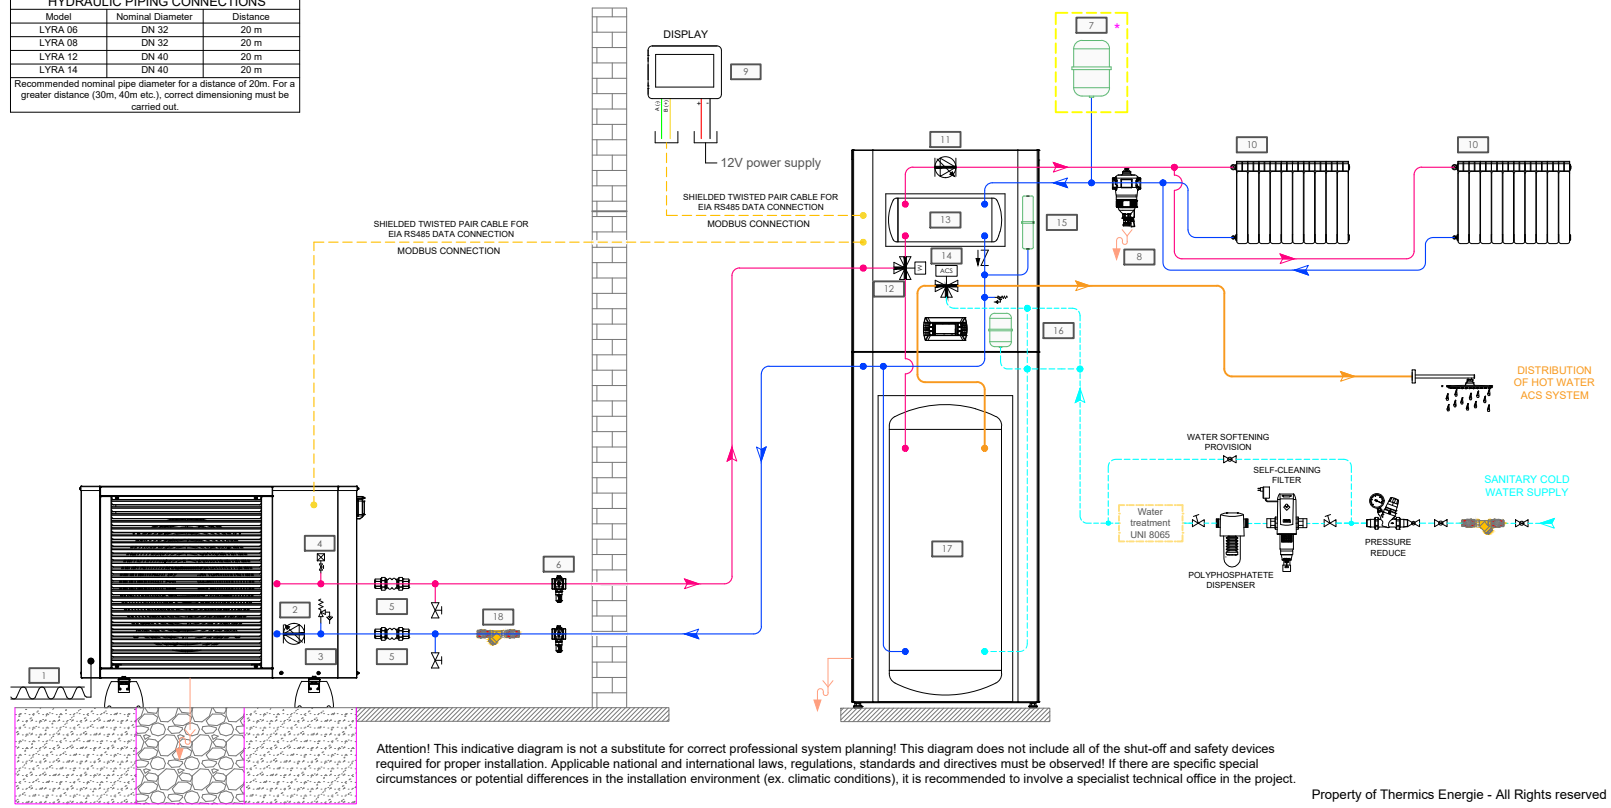 HYDRAULIC PIPING CONNECTIONS
Model Nominal Diameter Distance
LYRA 06 DN 32 20 m
LYRA 08 DN 32 20 m
LYRA 12 DN 40 20 m
LYRA 14 DN 40 20 m
Recommended nominal pipe diameter for a distance of 20m. For a
greater distance (30m, 40m etc.), correct dimensioning must be
carried out.
DISPLAY
9
A (-)
B (+)
+ -
12V power supply
SHIELDED TWISTED PAIR CABLE FOR
EIA RS485 DATA CONNECTION
MODBUS CONNECTION
SHIELDED TWISTED PAIR CABLE FOR
EIA RS485 DATA CONNECTION
MODBUS CONNECTION
7 *
11
10
10
13
15
14
ACS
M
12
8
16
17
DISTRIBUTION
OF HOT WATER
ACS SYSTEM
WATER SOFTENING
PROVISION
SELF-CLEANING
FILTER
SANITARY COLD
WATER SUPPLY
Water
treatment
UNI 8065
PRESSURE
REDUCE
POLYPHOSPHATETE
DISPENSER
4
2
3
5
5
6
18
1
Attention! This indicative diagram is not a substitute for correct professional system planning! This diagram does not include all of the shut-off and safety devices
required for proper installation. Applicable national and international laws, regulations, standards and directives must be observed! If there are specific special
circumstances or potential differences in the installation environment (ex. climatic conditions), it is recommended to involve a specialist technical office in the project.
Property of Thermics Energie - All Rights reserved